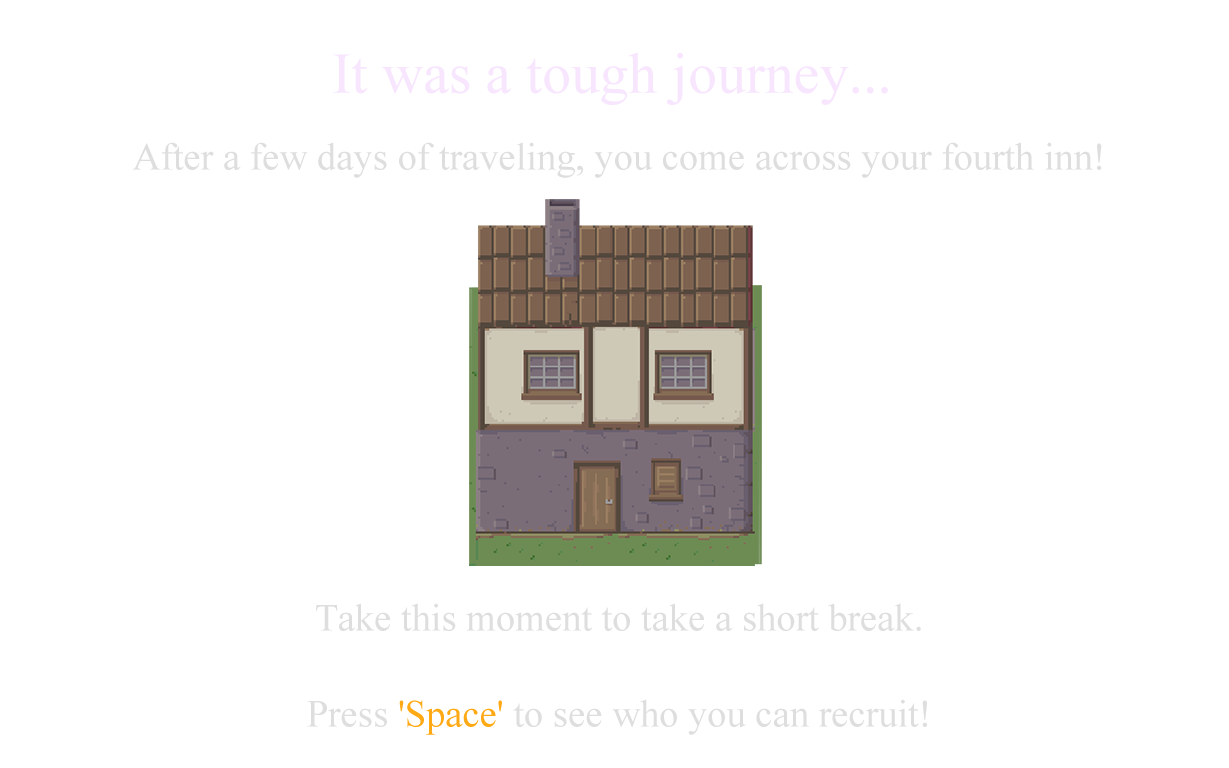 It was a tough journey...
After a few days of traveling, you come across your fourth inn!
Take this moment to take a short break.
Press 'Space' to see who you can recruit!